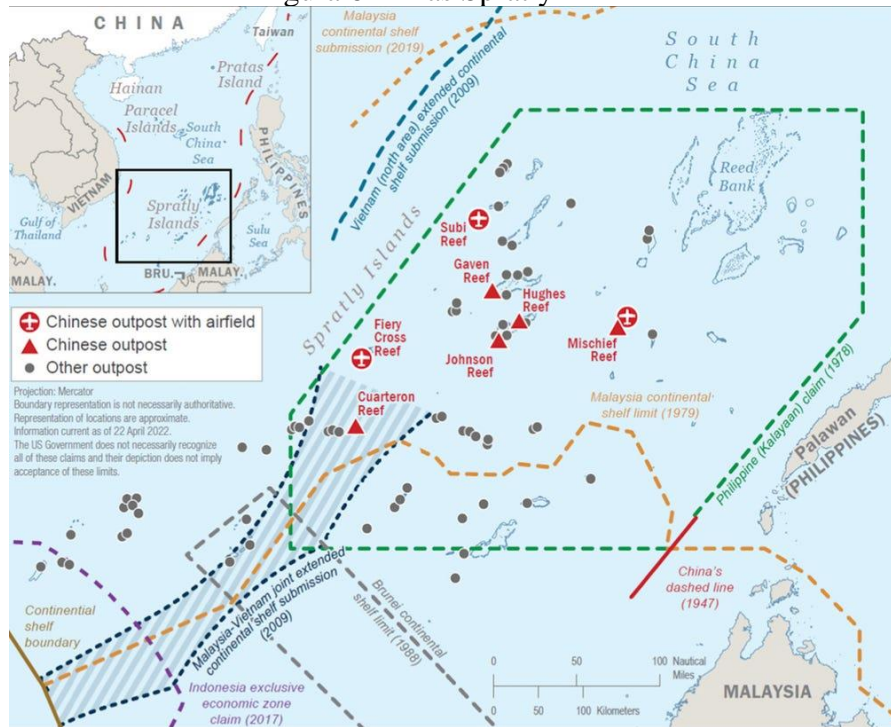 CHINA
Taiwan
Pratas
Island
Hainan
Paracel
Islands
South
China
Sea
PHILIPPINES
VIETNAM
Spratly
Islands
Gulf of
Thailand
Sulu
Sea
BRU.
MALAY.
MALAY.
Malaysia
continental shelf
submission (2019)
Vietnam (north area) extended continental
shelf submission (2009)
South
China
Sea
Reed
Bank
Spratly Islands
Subi
Reef
Gaven
Reef
Hughes
Reef
Fiery
Cross
Reef
Johnson
Reef
Mischief
Reef
Cuarteron
Reef
Chinese outpost with airfield
Chinese outpost
Other outpost
Projection: Mercator
Boundary representation is not necessarily authoritative.
Representation of locations are approximate.
Information current as of 22 April 2022.
The US Government does not necessarily recognize
all of these claims and their depiction does not imply
acceptance of these limits.
Malaysia continental
shelf limit (1979)
Philippine (Kalayaan) claim (1978)
Palawan
(PHILIPPINES)
China's
dashed line
(1947)
Malaysia-Vietnam joint extended
continental shelf submission
(2009)
Brunei continental
shelf limit (1988)
Continental
shelf
boundary
Indonesia exclusive
economic zone
claim (2017)
0 50 100 Nautical
Miles
0 50 100 Kilometers
MALAYSIA